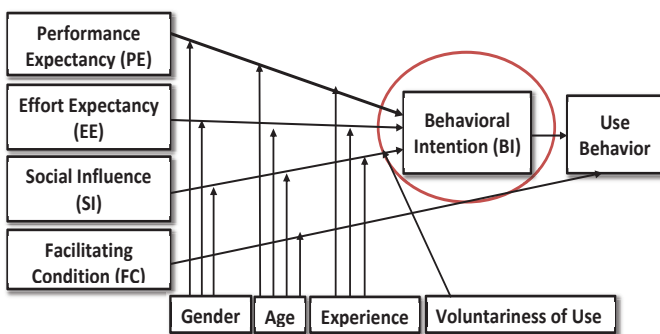 Performance
Expectancy (PE)
Effort Expectancy
(EE)
Social Influence
(SI)
Facilitating
Condition (FC)
Behavioral
Intention (BI)
Use
Behavior
Gender
Age
Experience
Voluntariness of Use